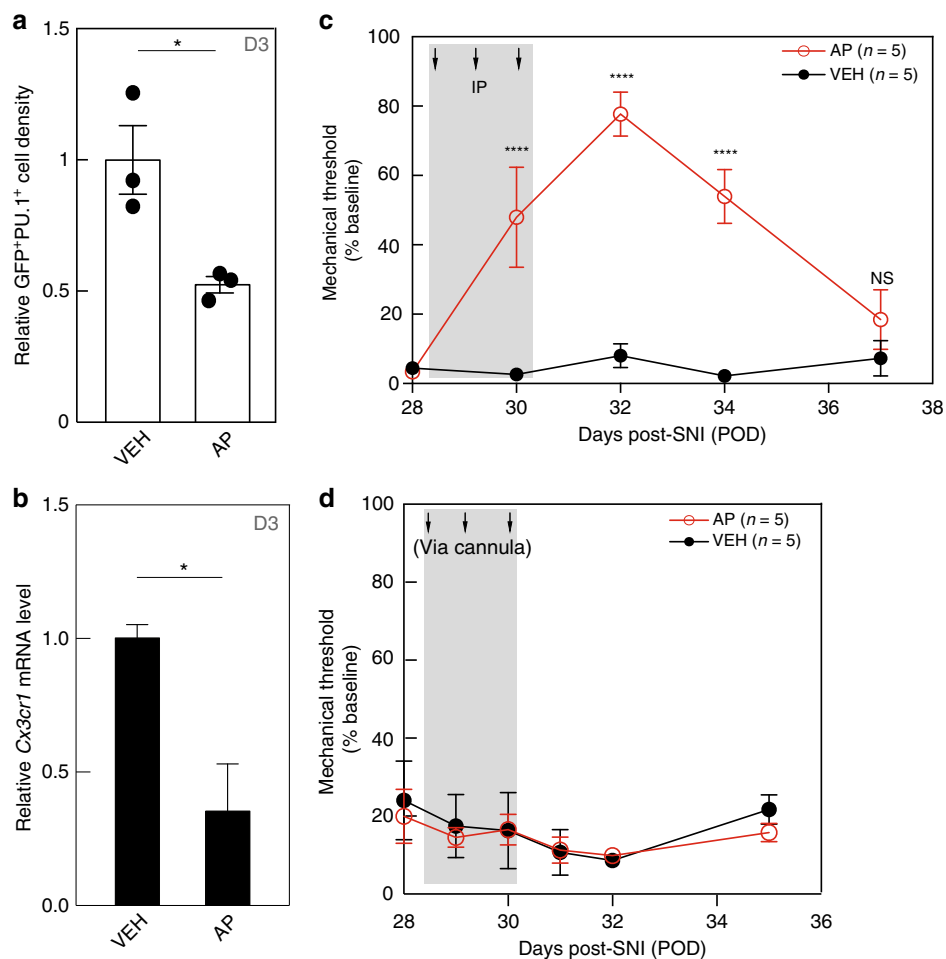 a
1.5
*
D3
1
0.5
0
Relative GFP⁺PU.1⁺ cell density
VEH
AP
b
1.5
D3
*
1.0
0.5
0.0
Relative Cx3cr1 mRNA level
VEH
AP
c
100
80
60
40
20
0
Mechanical threshold
(% baseline)
IP
****
****
****
NS
AP (n = 5)
VEH (n = 5)
28
30
32
34
36
38
Days post-SNI (POD)
d
100
80
60
40
20
0
Mechanical threshold
(% baseline)
(Via cannula)
AP (n = 5)
VEH (n = 5)
28
30
32
34
36
Days post-SNI (POD)